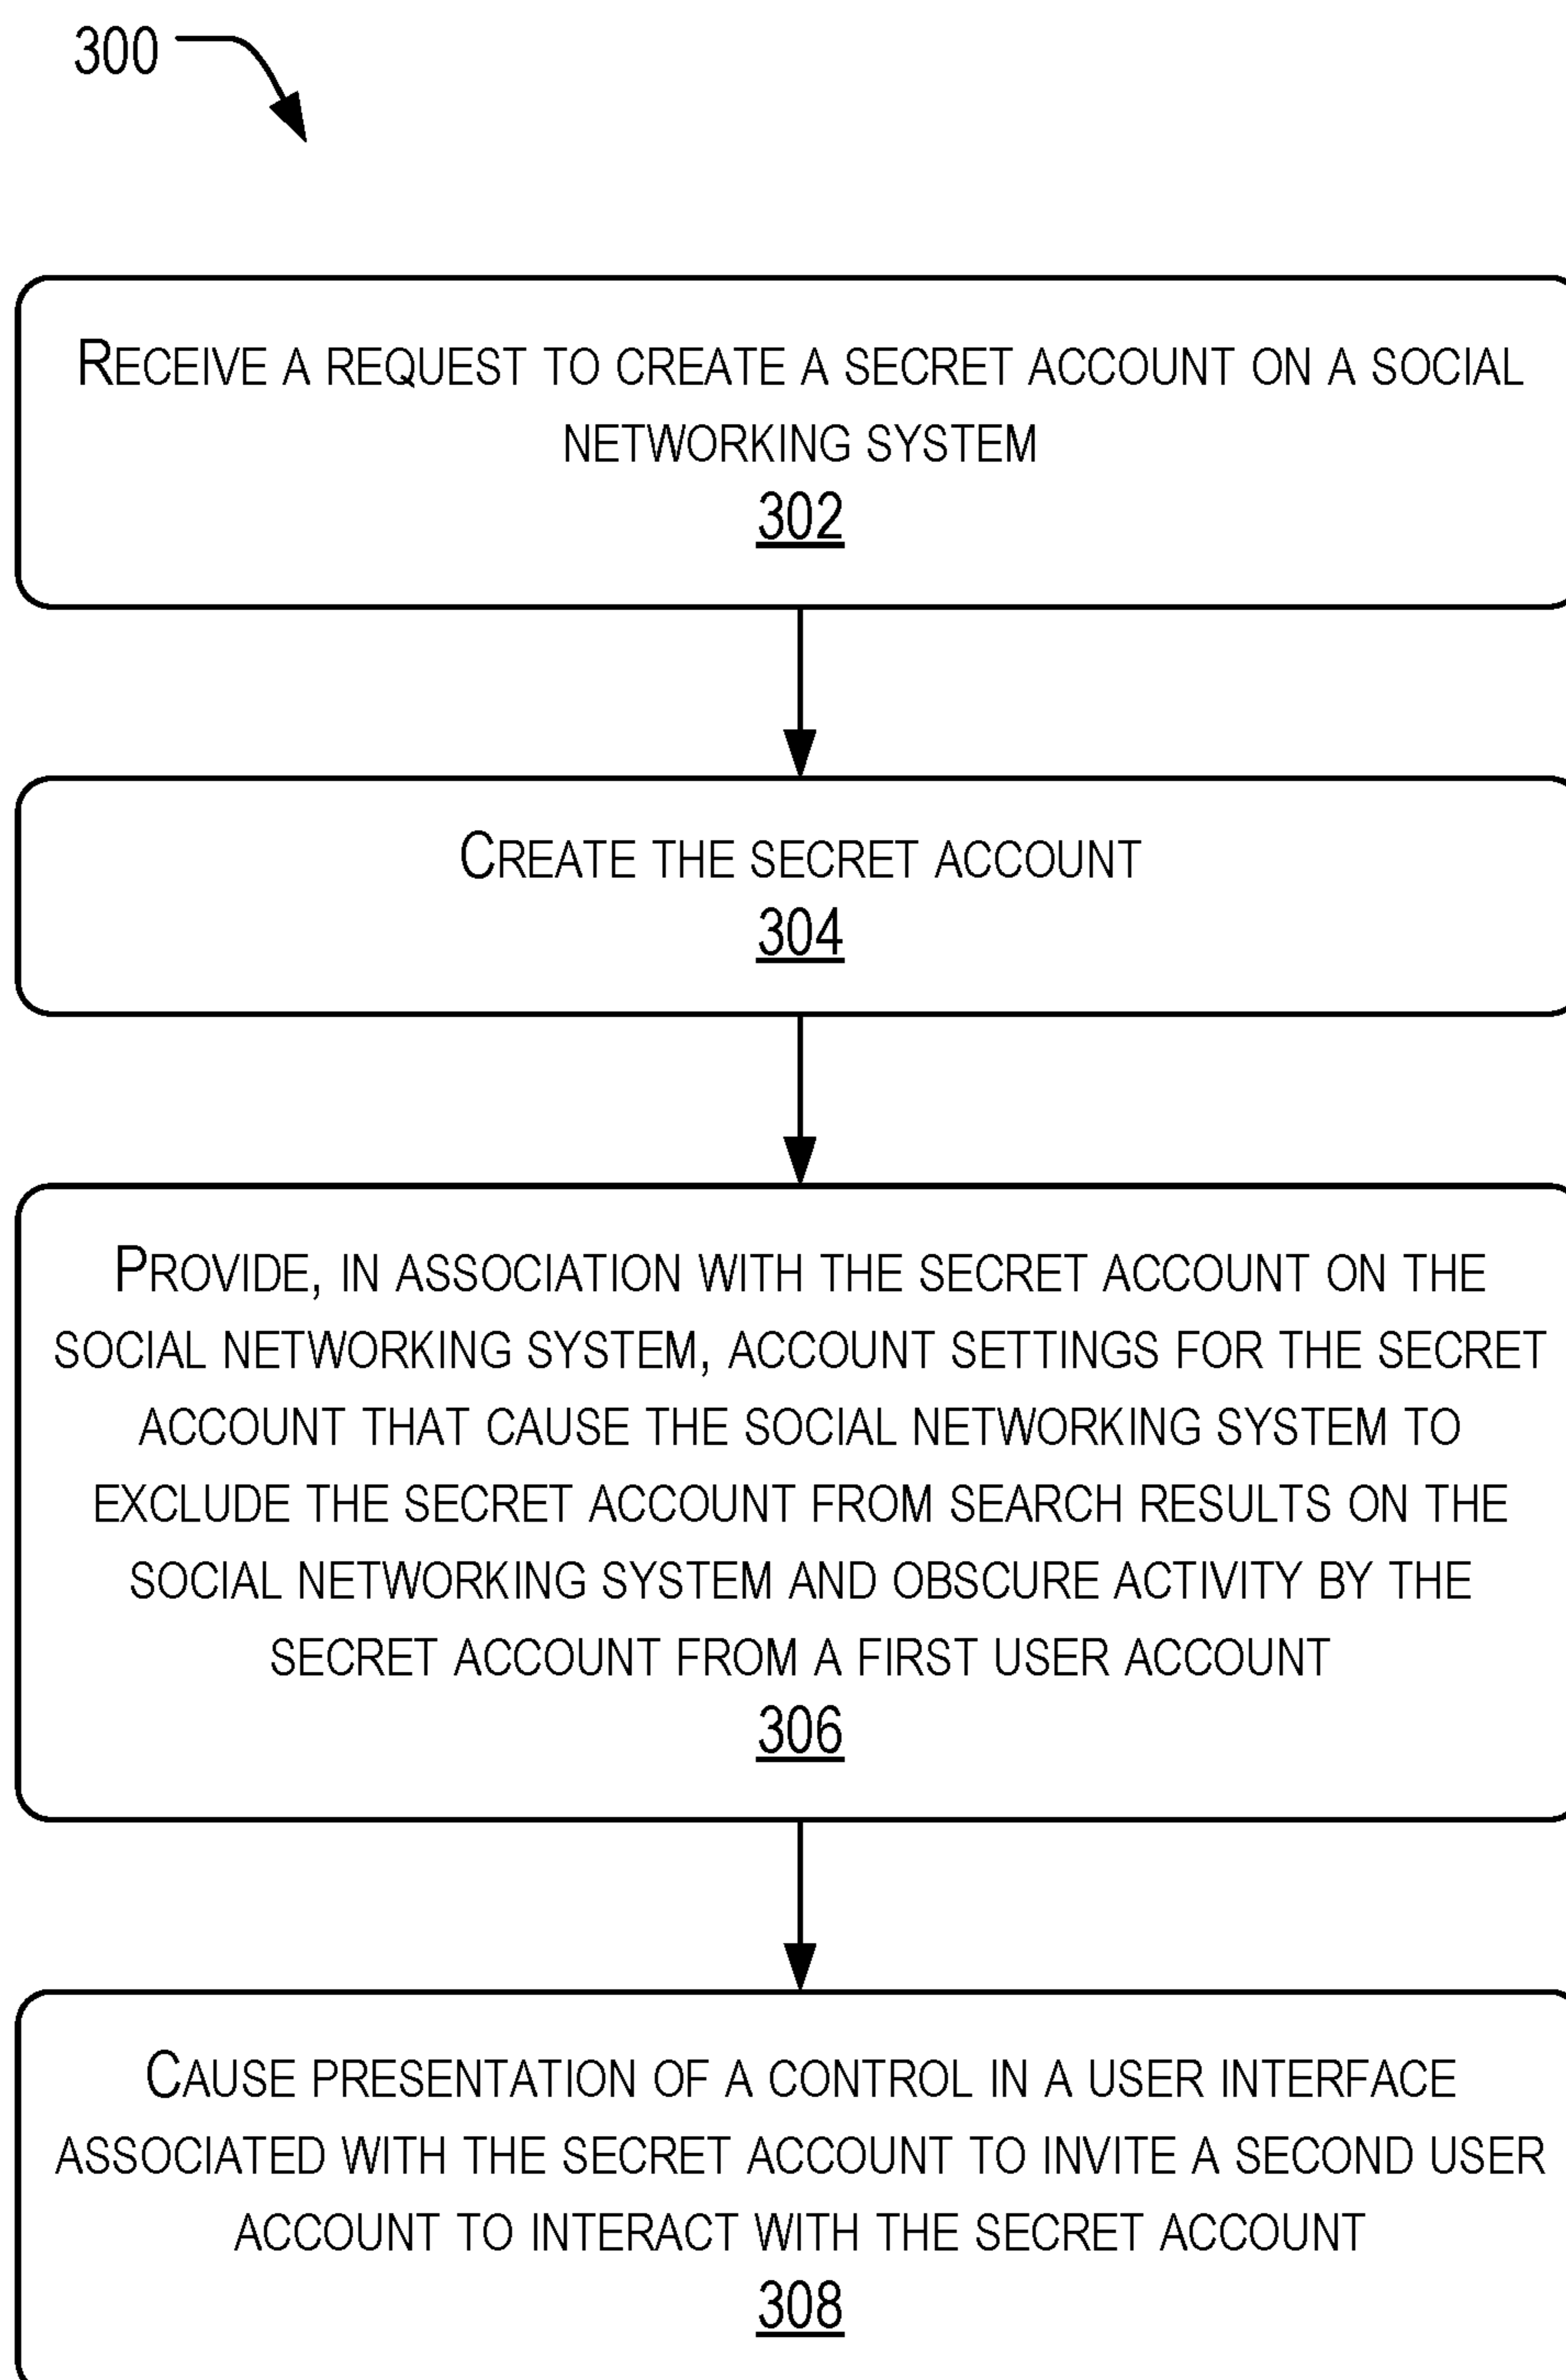 300
RECEIVE A REQUEST TO CREATE A SECRET ACCOUNT ON A SOCIAL
NETWORKING SYSTEM
302
CREATE THE SECRET ACCOUNT
304
PROVIDE, IN ASSOCIATION WITH THE SECRET ACCOUNT ON THE
SOCIAL NETWORKING SYSTEM, ACCOUNT SETTINGS FOR THE SECRET
ACCOUNT THAT CAUSE THE SOCIAL NETWORKING SYSTEM TO
EXCLUDE THE SECRET ACCOUNT FROM SEARCH RESULTS ON THE
SOCIAL NETWORKING SYSTEM AND OBSCURE ACTIVITY BY THE
SECRET ACCOUNT FROM A FIRST USER ACCOUNT
306
CAUSE PRESENTATION OF A CONTROL IN A USER INTERFACE
ASSOCIATED WITH THE SECRET ACCOUNT TO INVITE A SECOND USER
ACCOUNT TO INTERACT WITH THE SECRET ACCOUNT
308